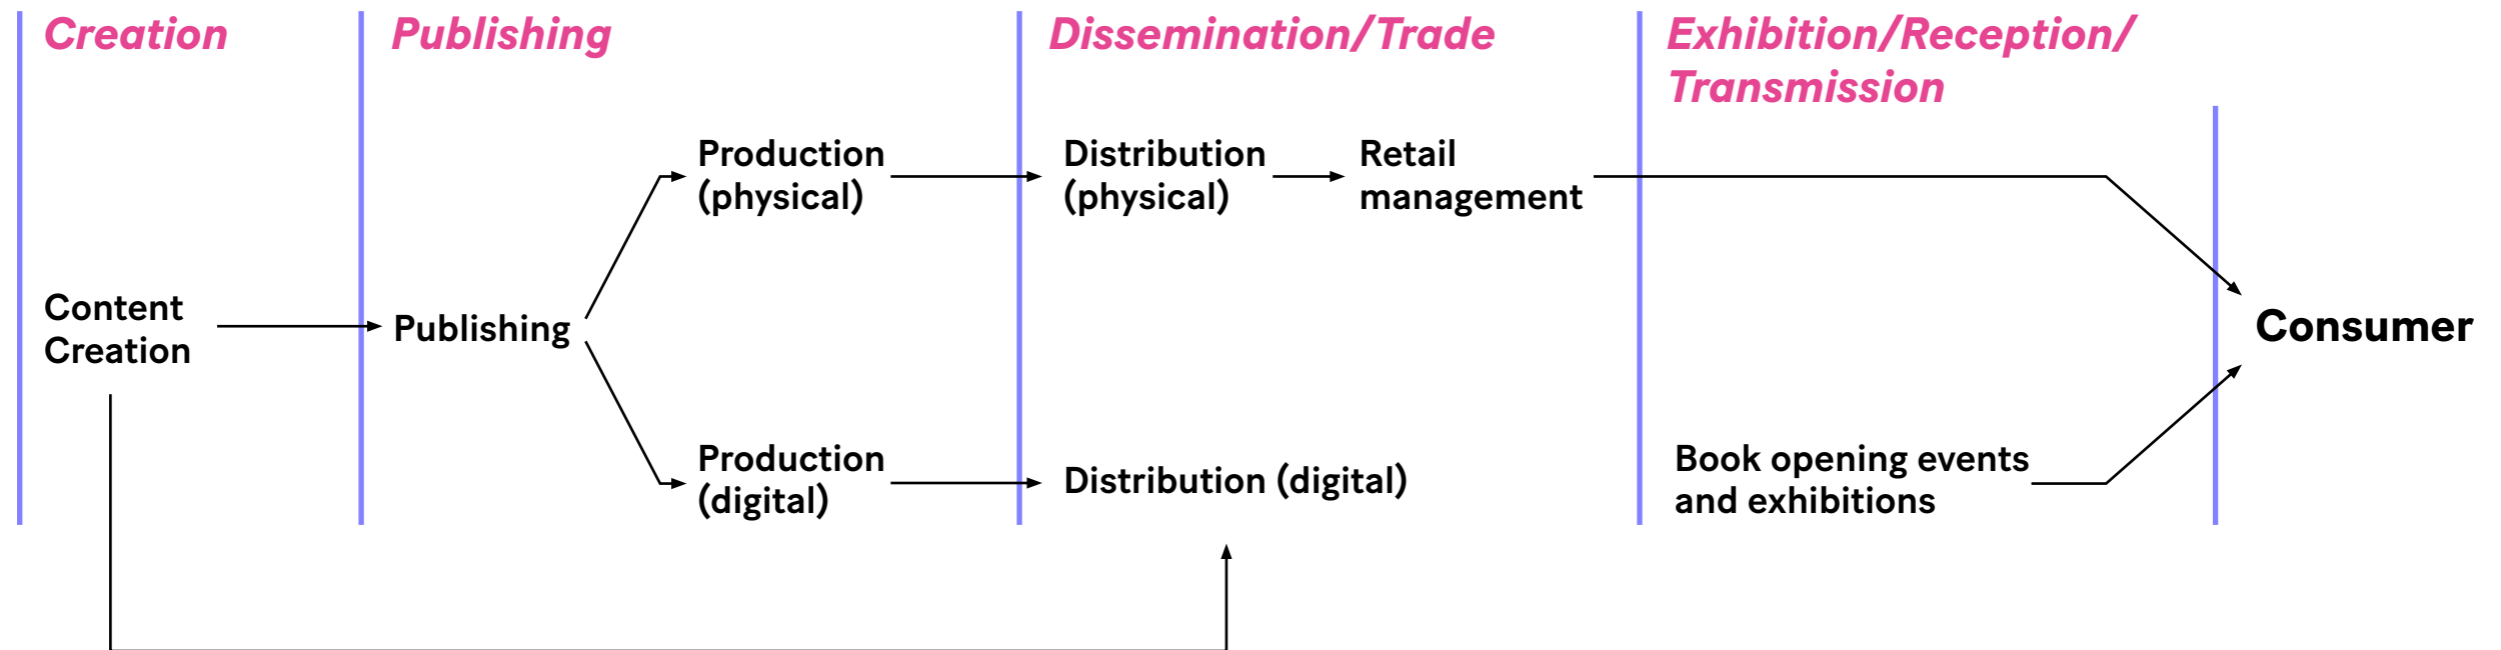 Creation
Publishing
Dissemination/Trade
Exhibition/Reception/
Transmission
Production
(physical)
Distribution
(physical)
Retail
management
Content
Creation
Publishing
Consumer
Production
(digital)
Distribution (digital)
Book opening events
and exhibitions